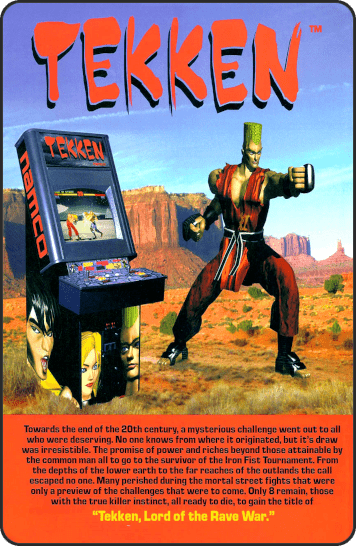 TEKKEN™
TEKKEN
namco
Towards the end of the 20th century, a mysterious challenge went out to all
who were deserving. No one knows from where it originated, but it's draw
was irresistible. The promise of power and riches beyond those attainable by
the common man all to go to the survivor of the Iron Fist Tournament. From
the depths of the lower earth to the far reaches of the outlands the call
escaped no one. Many perished during the mortal street fights that were
only a preview of the challenges that were to come. Only 8 remain, those
with the true killer instinct, all ready to die, to gain the title of
“Tekken, Lord of the Rave War.”